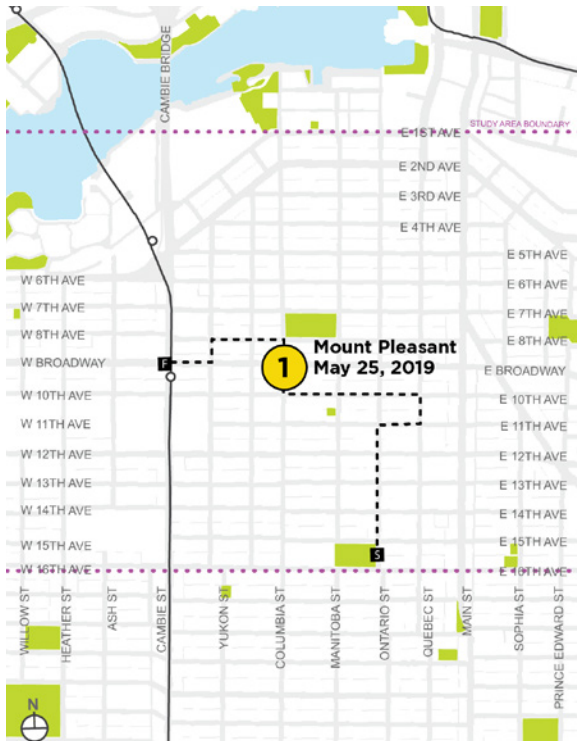 CAMBIE BRIDGE
STUDY AREA BOUNDARY
E 1ST AVE
E 2ND AVE
E 3RD AVE
E 4TH AVE
E 5TH AVE
E 6TH AVE
E 7TH AVE
E 8TH AVE
E BROADWAY
E 10TH AVE
E 11TH AVE
E 12TH AVE
E 13TH AVE
E 14TH AVE
E 15TH AVE
E 16TH AVE
W 6TH AVE
W 7TH AVE
W 8TH AVE
W BROADWAY
W 10TH AVE
W 11TH AVE
W 12TH AVE
W 13TH AVE
W 14TH AVE
W 15TH AVE
W 16TH AVE
F
1
Mount Pleasant
May 25, 2019
S
WILLOW ST
HEATHER ST
ASH ST
CAMBIE ST
YUKON ST
COLUMBIA ST
MANITOBA ST
ONTARIO ST
QUEBEC ST
MAIN ST
SOPHIA ST
PRINCE EDWARD ST
N